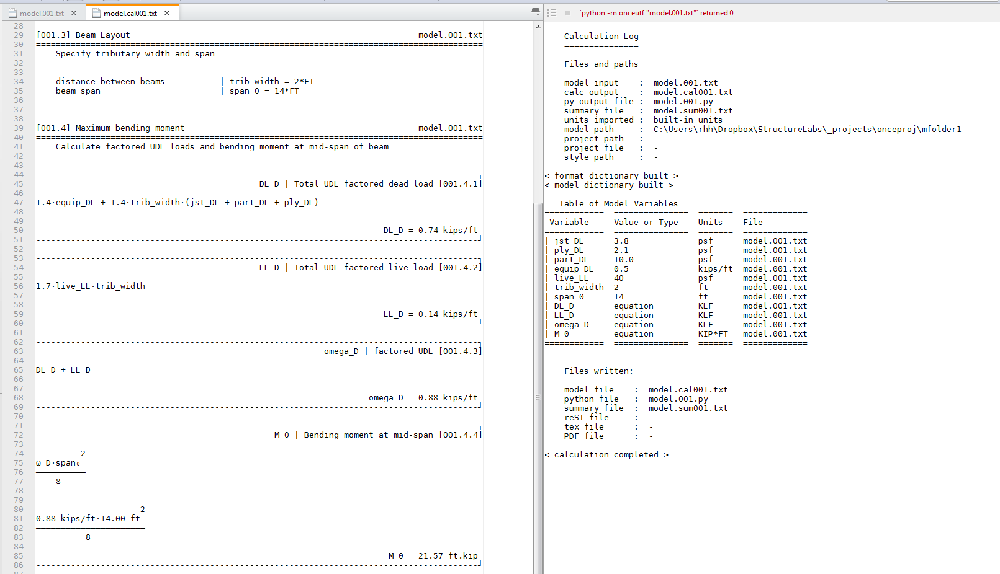 model.001.txt × model.cal001.txt ×
28 ==========================================================================================
29 [001.3] Beam Layout model.001.txt
30 ==========================================================================================
31 Specify tributary width and span
32
33
34 distance between beams | trib_width = 2*FT
35 beam span | span_0 = 14*FT
36
37
38 ==========================================================================================
39 [001.4] Maximum bending moment model.001.txt
40 ==========================================================================================
41 Calculate factored UDL loads and bending moment at mid-span of beam
42
43
44 -----------------------------------------------------------------------------------------┐
45 DL_D | Total UDL factored dead load [001.4.1]
46
47 1.4·equip_DL + 1.4·trib_width·(jst_DL + part_DL + ply_DL)
48
49
50 DL_D = 0.74 kips/ft
51 -----------------------------------------------------------------------------------------┘
52
53 -----------------------------------------------------------------------------------------┐
54 LL_D | Total UDL factored live load [001.4.2]
55
56 1.7·live_LL·trib_width
57
58
59 LL_D = 0.14 kips/ft
60 -----------------------------------------------------------------------------------------┘
61
62 -----------------------------------------------------------------------------------------┐
63 omega_D | factored UDL [001.4.3]
64
65 DL_D + LL_D
66
67
68 omega_D = 0.88 kips/ft
69 -----------------------------------------------------------------------------------------┘
70
71 -----------------------------------------------------------------------------------------┐
72 M_0 | Bending moment at mid-span [001.4.4]
73
74 2
75 ω_D·span₀
76 ──────────
77 8
78
79
80 2
81 0.88 kips/ft·14.00 ft
82 ──────────────────────
83 8
84
85 M_0 = 21.57 ft.kip
86 -----------------------------------------------------------------------------------------┘
87
`python -m onceutf "model.001.txt"` returned 0
Calculation Log
===============
Files and paths
---------------
model input : model.001.txt
calc output : model.cal001.txt
py output file : model.001.py
summary file : model.sum001.txt
units imported : built-in units
model path : C:\Users\rhh\Dropbox\StructureLabs\_projects\onceproj\mfolder1
project path : -
project file : -
style path : -
< format dictionary built >
< model dictionary built >
Table of Model Variables
============ =============== ======= =============
Variable Value or Type Units File
============ =============== ======= =============
| jst_DL 3.8 psf model.001.txt
| ply_DL 2.1 psf model.001.txt
| part_DL 10.0 psf model.001.txt
| equip_DL 0.5 kips/ft model.001.txt
| live_LL 40 psf model.001.txt
| trib_width 2 ft model.001.txt
| span_0 14 ft model.001.txt
| DL_D equation KLF model.001.txt
| LL_D equation KLF model.001.txt
| omega_D equation KLF model.001.txt
| M_0 equation KIP*FT model.001.txt
============ =============== ======= =============
Files written:
--------------
model file : model.cal001.txt
python file : model.001.py
summary file : model.sum001.txt
reST file : -
tex file : -
PDF file : -
< calculation completed >